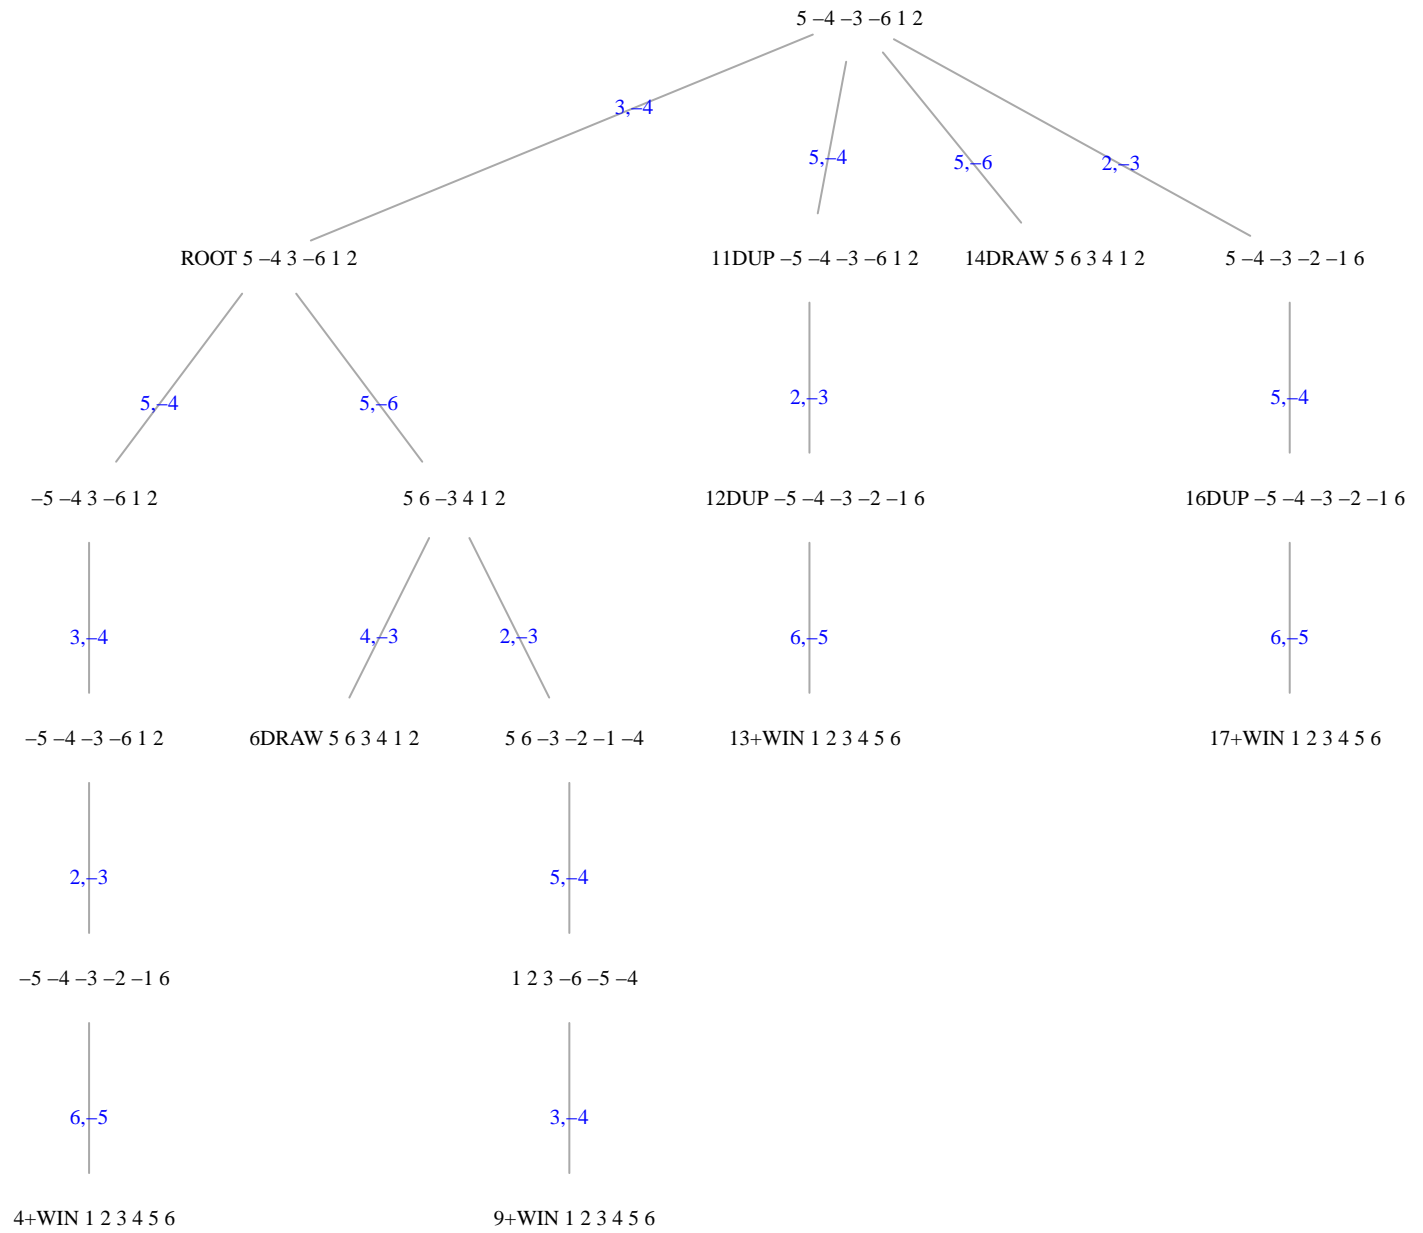 5 –4 –3 –6 1 2
3,–4
5,–4
5,–6
2,–3
ROOT 5 –4 3 –6 1 2
11DUP –5 –4 –3 –6 1 2
14DRAW 5 6 3 4 1 2
5 –4 –3 –2 –1 6
5,–4
5,–6
2,–3
5,–4
–5 –4 3 –6 1 2
5 6 –3 4 1 2
12DUP –5 –4 –3 –2 –1 6
16DUP –5 –4 –3 –2 –1 6
3,–4
4,–3
2,–3
6,–5
6,–5
–5 –4 –3 –6 1 2
6DRAW 5 6 3 4 1 2
5 6 –3 –2 –1 –4
13+WIN 1 2 3 4 5 6
17+WIN 1 2 3 4 5 6
2,–3
5,–4
–5 –4 –3 –2 –1 6
1 2 3 –6 –5 –4
6,–5
3,–4
4+WIN 1 2 3 4 5 6
9+WIN 1 2 3 4 5 6